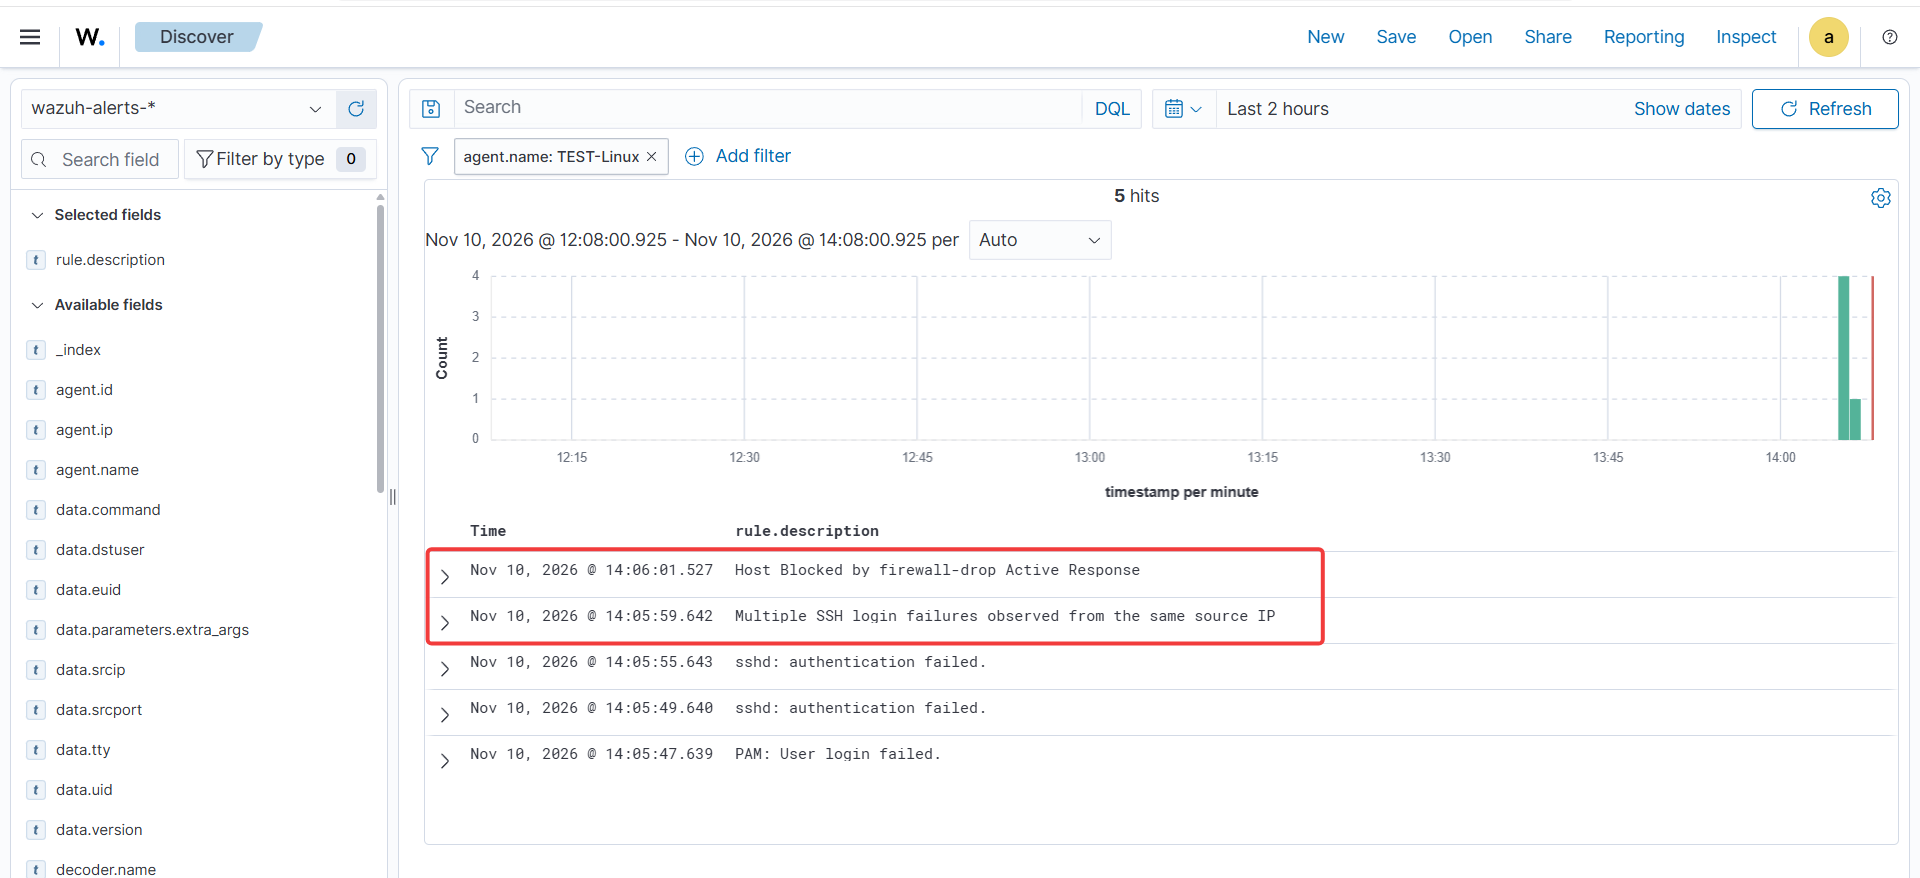 W. Discover New Save Open Share Reporting Inspect a
wazuh-alerts-*
Search DQL Last 2 hours Show dates Refresh
Search field Filter by type 0
agent.name: TEST-Linux Add filter
Selected fields
t rule.description
Available fields
t _index
t agent.id
t agent.ip
t agent.name
t data.command
t data.dstuser
t data.euid
t data.parameters.extra_args
t data.srcip
t data.srcport
t data.tty
t data.uid
t data.version
t decoder.name
5 hits
Nov 10, 2026 @ 12:08:00.925 - Nov 10, 2026 @ 14:08:00.925 per Auto
Count
4
3
2
1
0
12:15 12:30 12:45 13:00 13:15 13:30 13:45 14:00
timestamp per minute
Time rule.description
Nov 10, 2026 @ 14:06:01.527 Host Blocked by firewall-drop Active Response
Nov 10, 2026 @ 14:05:59.642 Multiple SSH login failures observed from the same source IP
Nov 10, 2026 @ 14:05:55.643 sshd: authentication failed.
Nov 10, 2026 @ 14:05:49.640 sshd: authentication failed.
Nov 10, 2026 @ 14:05:47.639 PAM: User login failed.